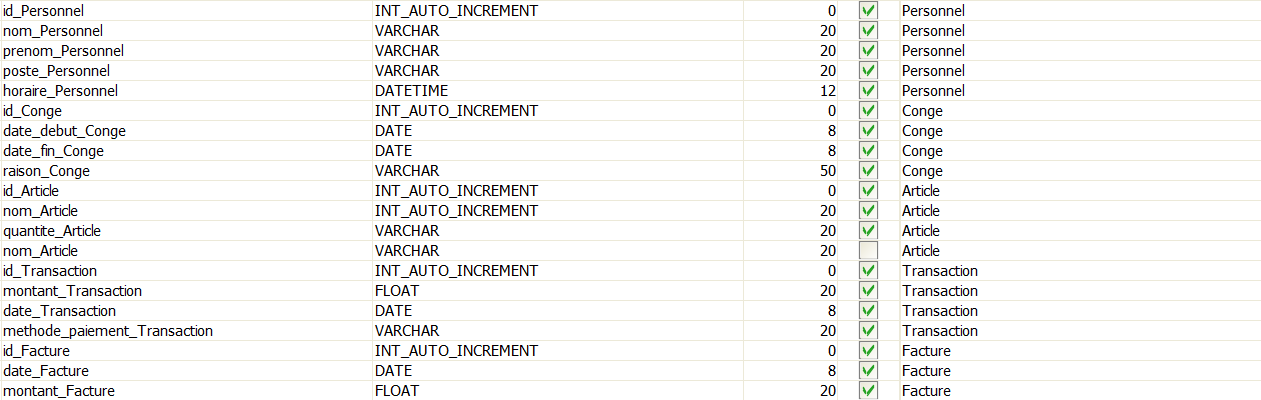 id_Personnel INT_AUTO_INCREMENT 0 Personnel
nom_Personnel VARCHAR 20 Personnel
prenom_Personnel VARCHAR 20 Personnel
poste_Personnel VARCHAR 20 Personnel
horaire_Personnel DATETIME 12 Personnel
id_Conge INT_AUTO_INCREMENT 0 Conge
date_debut_Conge DATE 8 Conge
date_fin_Conge DATE 8 Conge
raison_Conge VARCHAR 50 Conge
id_Article INT_AUTO_INCREMENT 0 Article
nom_Article INT_AUTO_INCREMENT 20 Article
quantite_Article VARCHAR 20 Article
nom_Article VARCHAR 20 Article
id_Transaction INT_AUTO_INCREMENT 0 Transaction
montant_Transaction FLOAT 20 Transaction
date_Transaction DATE 8 Transaction
methode_paiement_Transaction VARCHAR 20 Transaction
id_Facture INT_AUTO_INCREMENT 0 Facture
date_Facture DATE 8 Facture
montant_Facture FLOAT 20 Facture